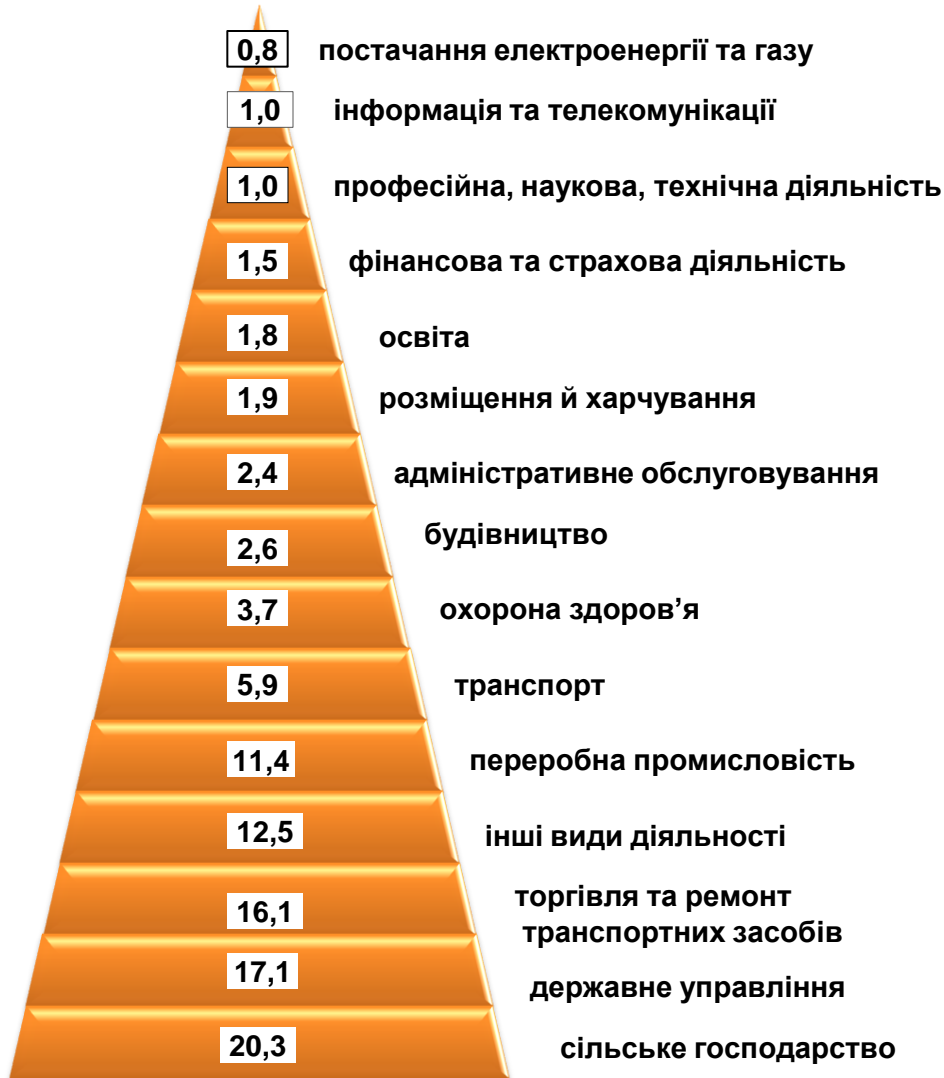 0,8 постачання електроенергії та газу
1,0 інформація та телекомунікації
1,0 професійна, наукова, технічна діяльність
1,5 фінансова та страхова діяльність
1,8 освіта
1,9 розміщення й харчування
2,4 адміністративне обслуговування
2,6 будівництво
3,7 охорона здоров’я
5,9 транспорт
11,4 переробна промисловість
12,5 інші види діяльності
16,1 торгівля та ремонт
транспортних засобів
17,1 державне управління
20,3 сільське господарство